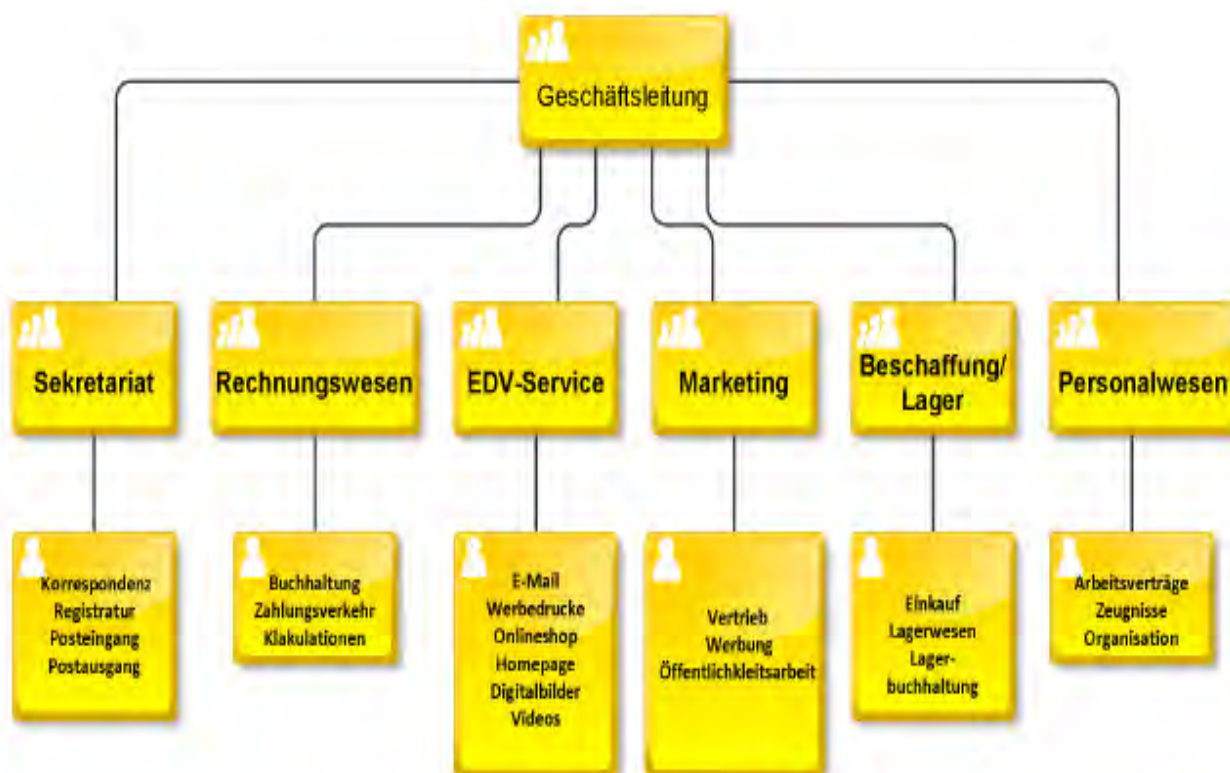 Geschäftsleitung
Sekretariat
Rechnungswesen
EDV-Service
Marketing
Beschaffung/
Lager
Personalwesen
Korrespondenz
Registratur
Posteingang
Postausgang
Buchhaltung
Zahlungsverkehr
Klakulationen
E-Mail
Werbedrucke
Onlineshop
Homepage
Digitalbilder
Videos
Vertrieb
Werbung
Öffentlichkleitsarbeit
Einkauf
Lagerwesen
Lager-
buchhaltung
Arbeitsverträge
Zeugnisse
Organisation